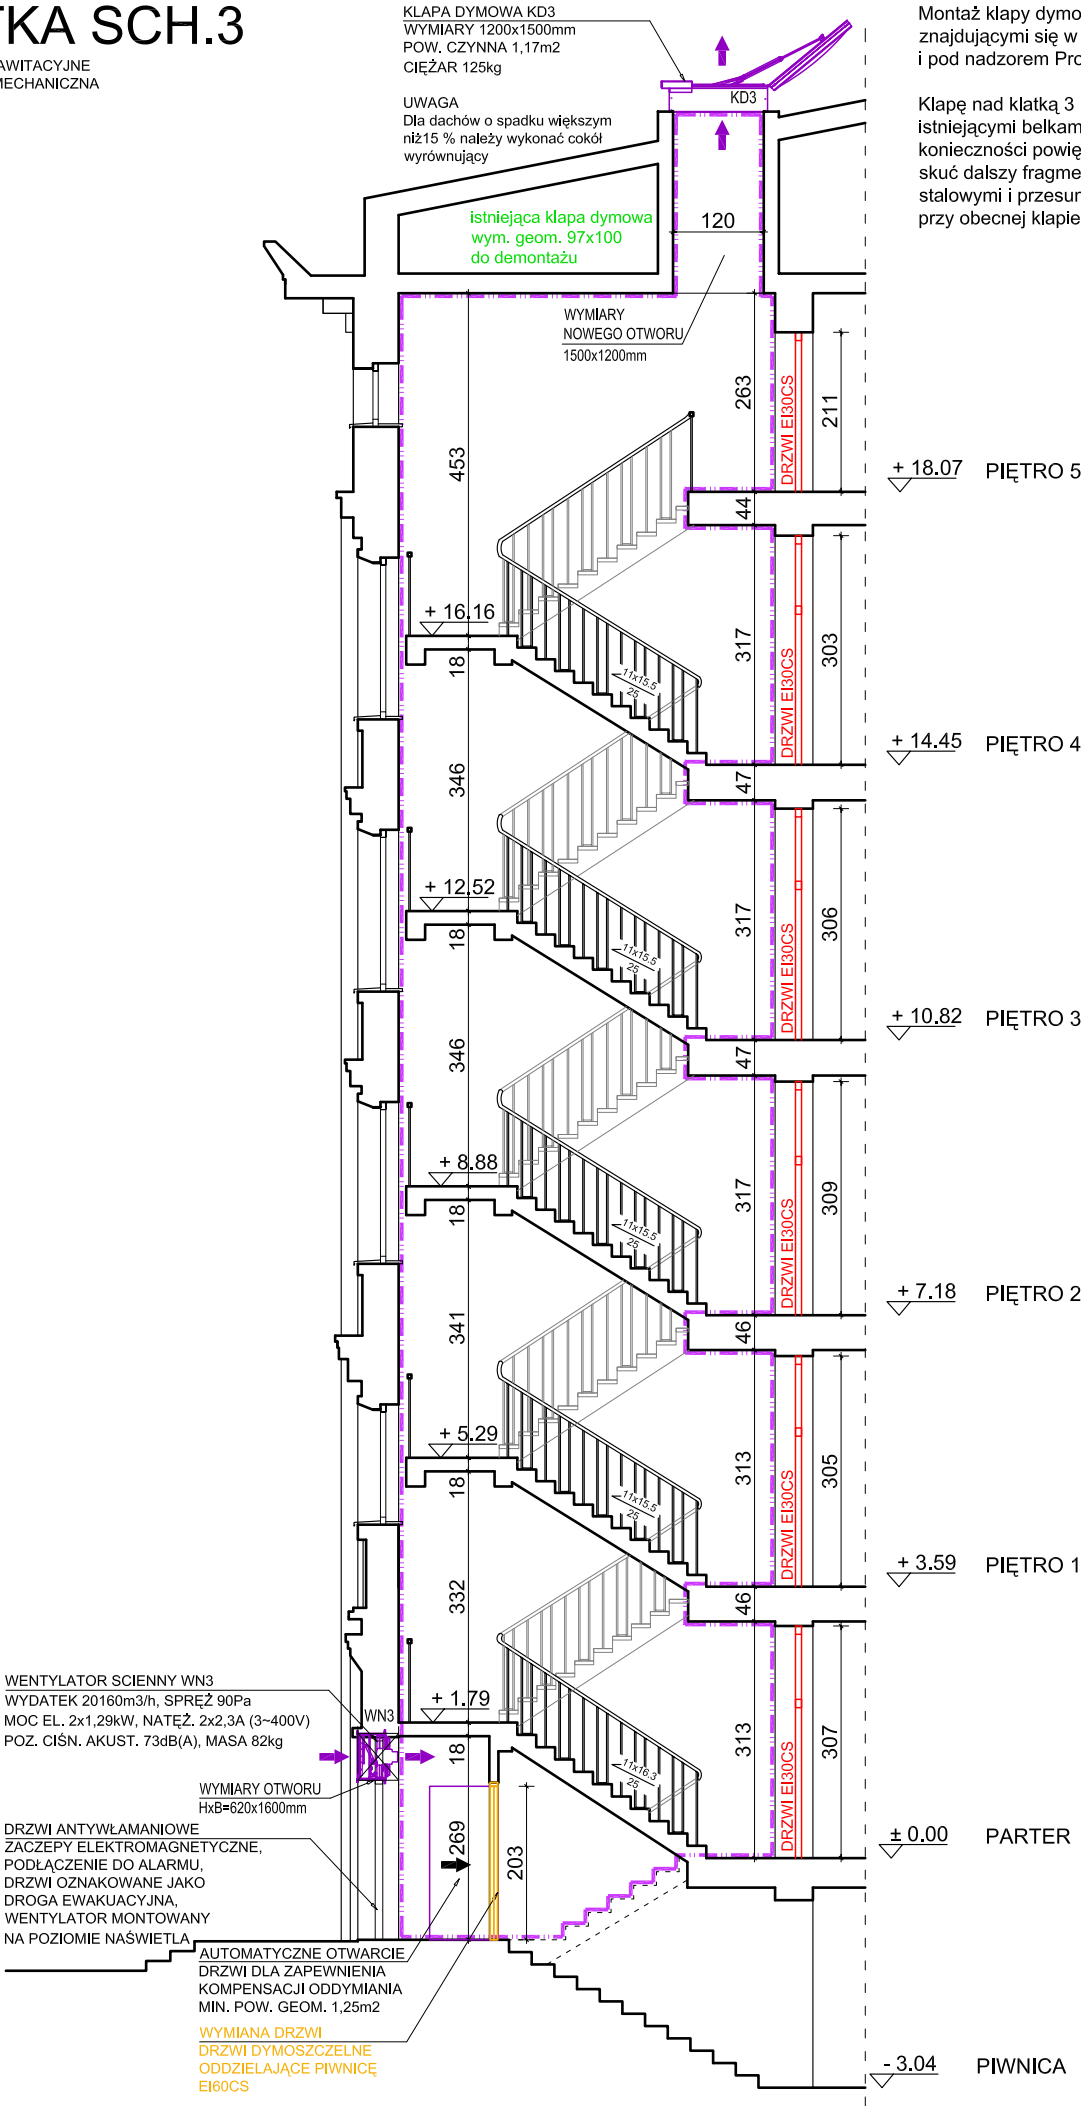 TKA SCH.3
AWITACYJNE
MECHANICZNA
KLAPA DYMOWA KD3
WYMIARY 1200x1500mm
POW. CZYNNA 1,17m2
CIĘŻAR 125kg
UWAGA
Dla dachów o spadku większym
niż15 % należy wykonać cokół
wyrównujący
KD3
Montaż klapy dymo
znajdującymi się w
i pod nadzorem Pro
Klapę nad klatką 3
istniejącymi belkam
konieczności powię
skuć dalszy fragme
stalowymi i przesur
przy obecnej klapie
istniejąca klapa dymowa
wym. geom. 97x100
do demontażu
120
WYMIARY
NOWEGO OTWORU
1500x1200mm
263
DRZWI EI30CS
211
453
+ 18.07 PIĘTRO 5
44
+ 16.16
18
317
DRZWI EI30CS
303
11x15.5
25
+ 14.45 PIĘTRO 4
346
47
+ 12.52
18
317
DRZWI EI30CS
306
11x15.5
25
+ 10.82 PIĘTRO 3
346
47
+ 8.88
18
317
DRZWI EI30CS
309
11x15.5
25
+ 7.18 PIĘTRO 2
341
46
+ 5.29
18
313
DRZWI EI30CS
305
11x15.5
25
+ 3.59 PIĘTRO 1
332
46
WENTYLATOR SCIENNY WN3
WYDATEK 20160m3/h, SPRĘŻ 90Pa
MOC EL. 2x1,29kW, NATĘŻ. 2x2,3A (3~400V)
POZ. CIŚN. AKUST. 73dB(A), MASA 82kg
WN3
+ 1.79
18
313
DRZWI EI30CS
307
11x16.3
25
WYMIARY OTWORU
HxB=620x1600mm
± 0.00 PARTER
DRZWI ANTYWŁAMANIOWE
ZACZEPY ELEKTROMAGNETYCZNE,
PODŁĄCZENIE DO ALARMU,
DRZWI OZNAKOWANE JAKO
DROGA EWAKUACYJNA,
WENTYLATOR MONTOWANY
NA POZIOMIE NAŚWIETLA
269
203
AUTOMATYCZNE OTWARCIE
DRZWI DLA ZAPEWNIENIA
KOMPENSACJI ODDYMIANIA
MIN. POW. GEOM. 1,25m2
WYMIANA DRZWI
DRZWI DYMOSZCZELNE
ODDZIELAJĄCE PIWNICĘ
EI60CS
- 3.04 PIWNICA